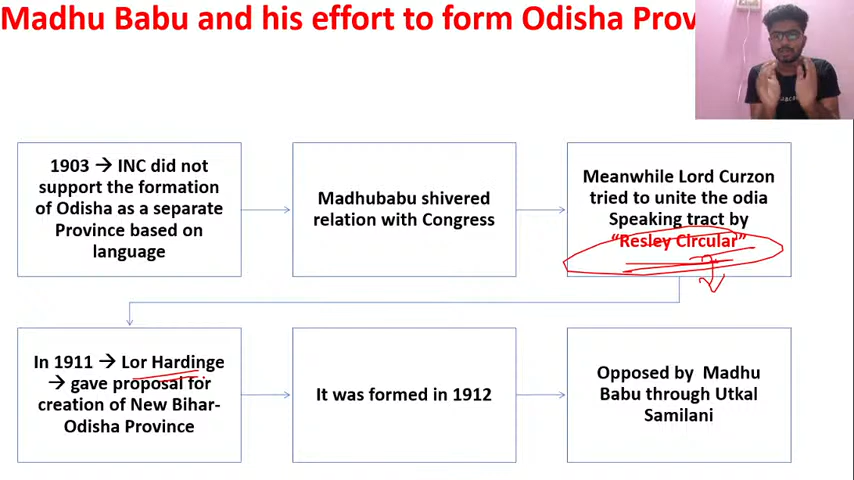 Madhu Babu and his effort to form Odisha Prov
1903 → INC did not
support the formation
of Odisha as a separate
Province based on
language
Madhubabu shivered
relation with Congress
Meanwhile Lord Curzon
tried to unite the odia
Speaking tract by
“Resley Circular”
In 1911 → Lor Hardinge
→ gave proposal for
creation of New Bihar-
Odisha Province
It was formed in 1912
Opposed by Madhu
Babu through Utkal
Samilani